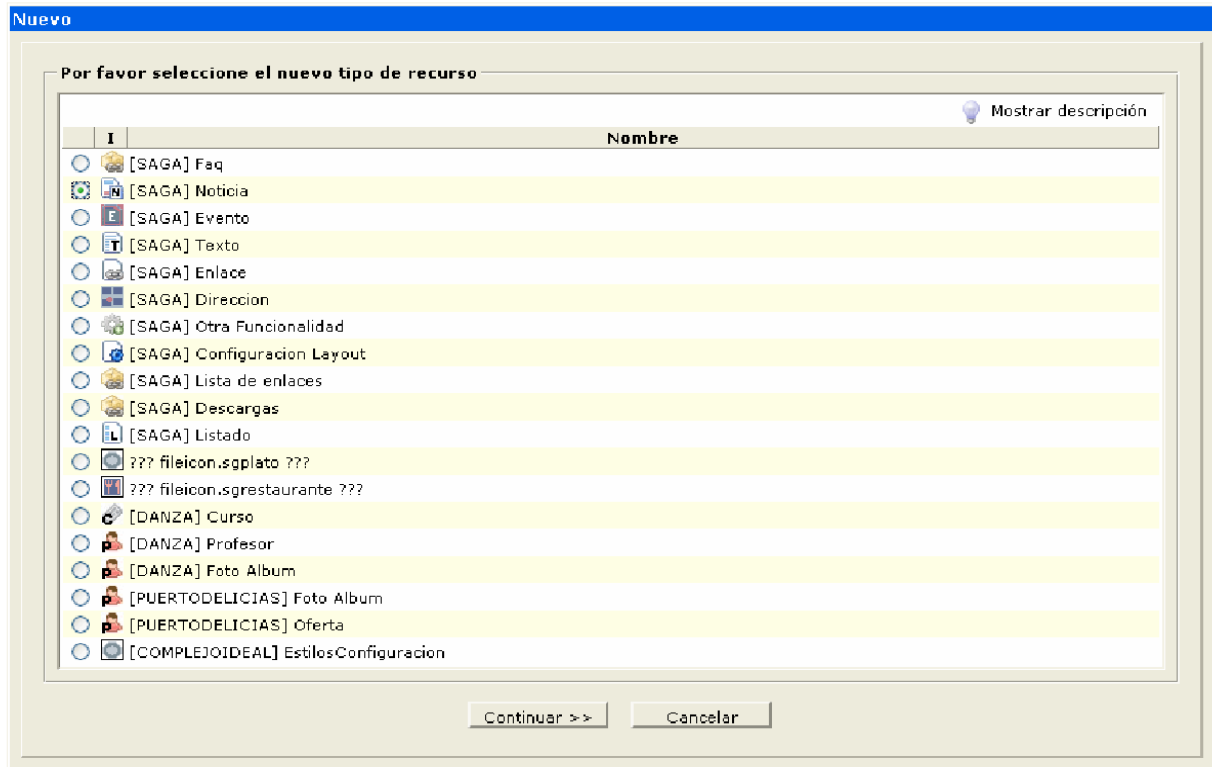 Nuevo
Por favor seleccione el nuevo tipo de recurso
Mostrar descripción
I Nombre
[SAGA] Faq
N [SAGA] Noticia
E [SAGA] Evento
T [SAGA] Texto
[SAGA] Enlace
[SAGA] Direccion
[SAGA] Otra Funcionalidad
[SAGA] Configuracion Layout
[SAGA] Lista de enlaces
[SAGA] Descargas
L [SAGA] Listado
??? fileicon.sgplato ???
??? fileicon.sgrestaurante ???
c [DANZA] Curso
p [DANZA] Profesor
p [DANZA] Foto Album
p [PUERTODELICIAS] Foto Album
p [PUERTODELICIAS] Oferta
[COMPLEJOIDEAL] EstilosConfiguracion
Continuar >> Cancelar